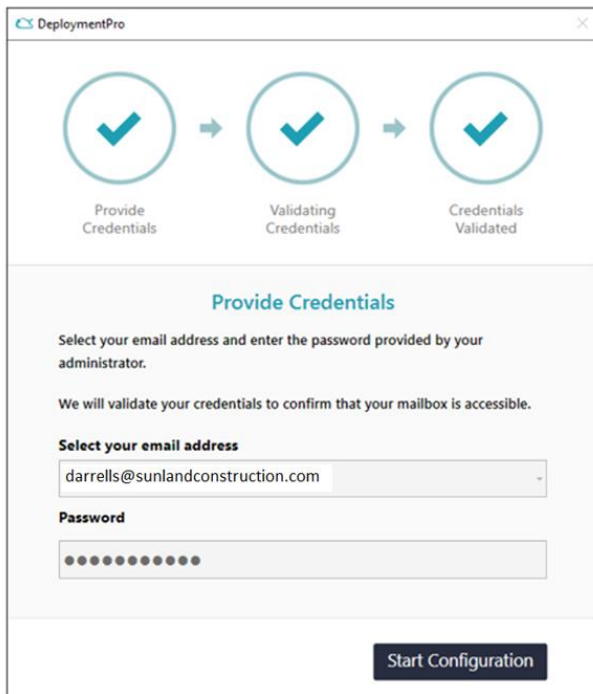 DeploymentPro
Provide
Credentials
Validating
Credentials
Credentials
Validated
Provide Credentials
Select your email address and enter the password provided by your
administrator.
We will validate your credentials to confirm that your mailbox is accessible.
Select your email address
darrells@sunlandconstruction.com
Password
●●●●●●●●●●●
Start Configuration